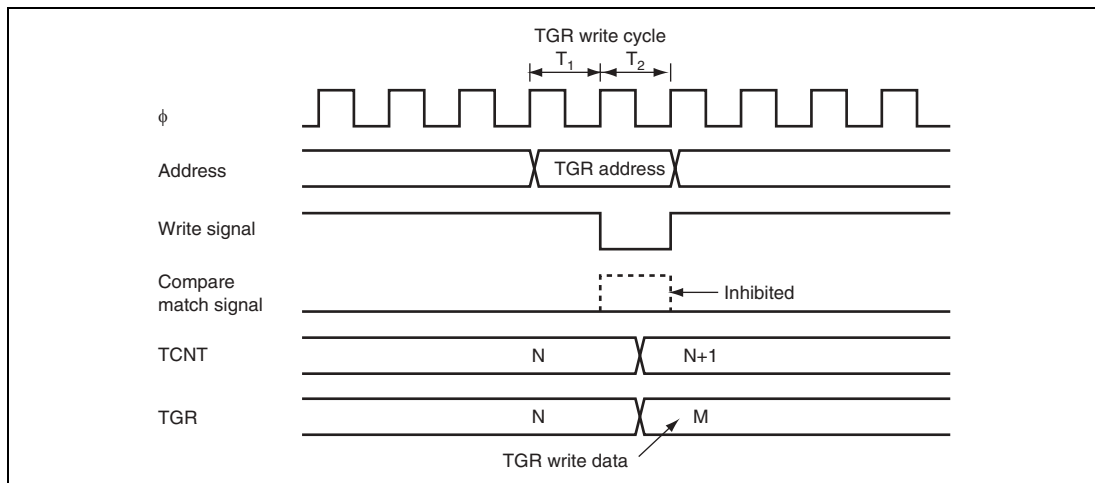 TGR write cycle
T1 T2
ϕ
Address
TGR address
Write signal
Compare
match signal
Inhibited
TCNT
N
N+1
TGR
N
M
TGR write data